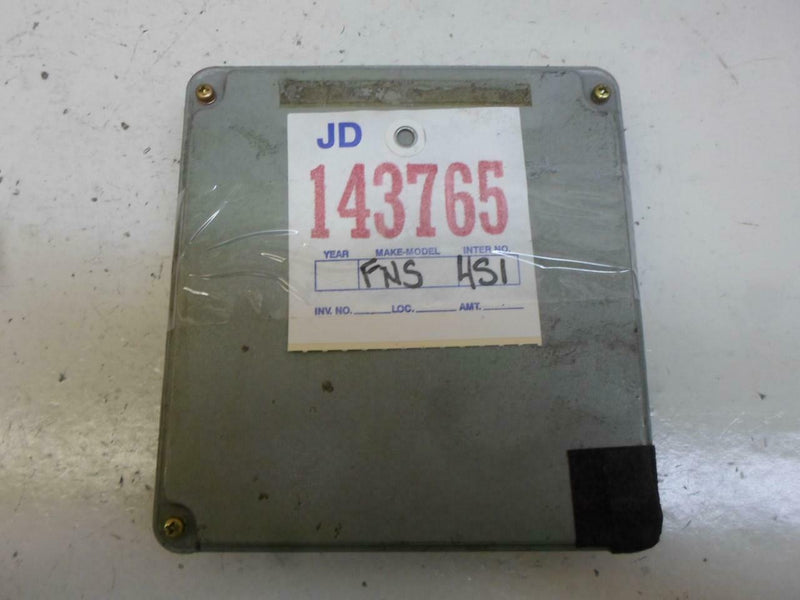 JD
143765
YEAR MAKE-MODEL INTER NO.
FNS 4S1
INV. NO. LOC. AMT.